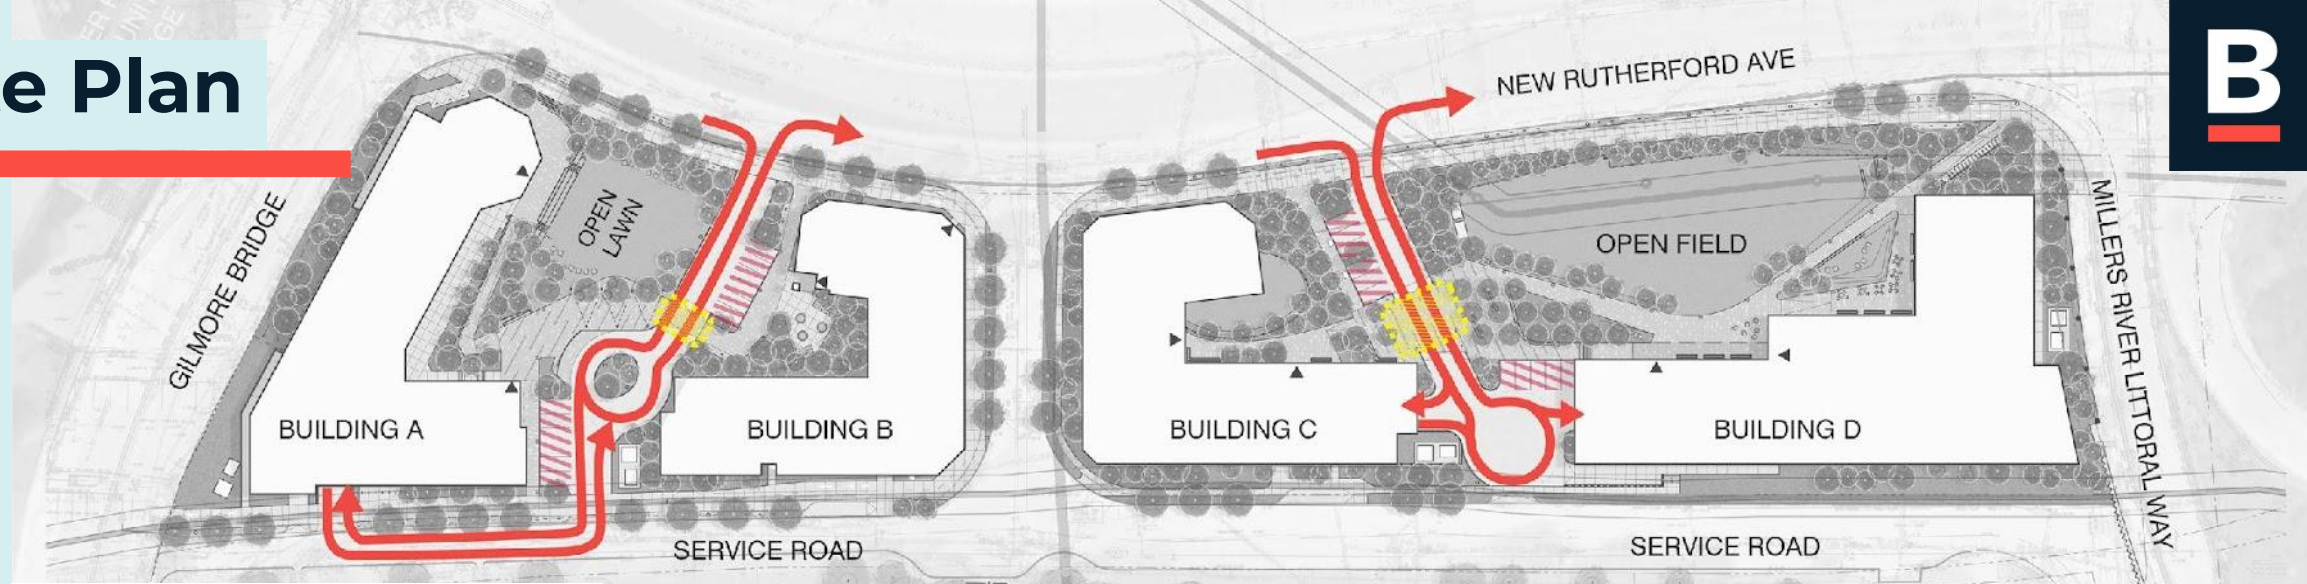 e Plan
B
NEW RUTHERFORD AVE
OPEN
LAWN
OPEN FIELD
GILMORE BRIDGE
MILLERS RIVER LITTORAL WAY
BUILDING A
BUILDING B
BUILDING C
BUILDING D
SERVICE ROAD
SERVICE ROAD